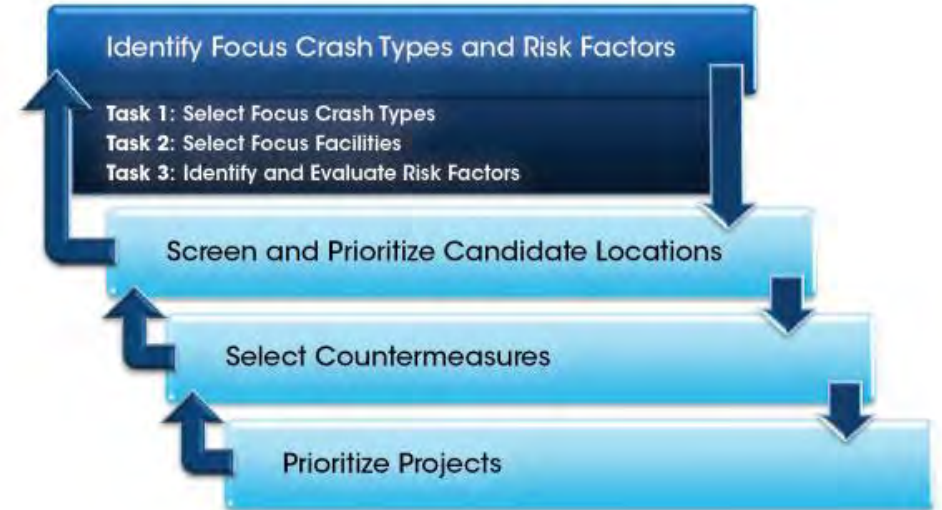 Identify Focus Crash Types and Risk Factors
Task 1: Select Focus Crash Types
Task 2: Select Focus Facilities
Task 3: Identify and Evaluate Risk Factors
Screen and Prioritize Candidate Locations
Select Countermeasures
Prioritize Projects